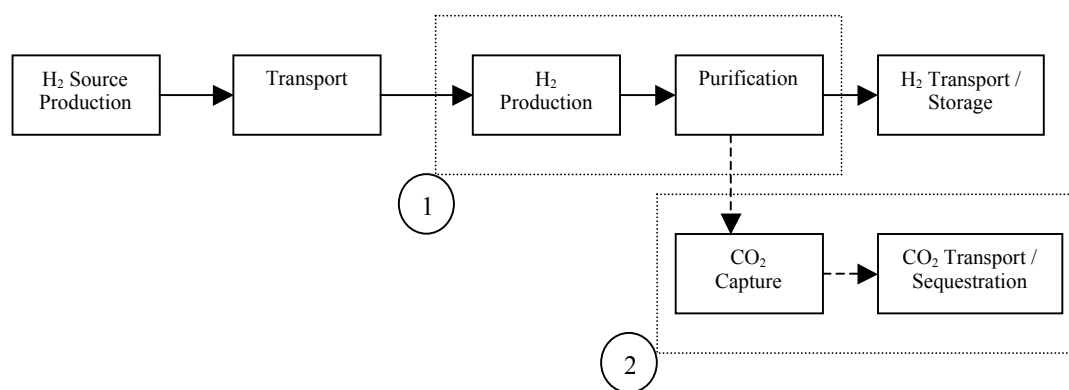 H₂ Source
Production
Transport
H₂
Production
Purification
H₂ Transport /
Storage
1
CO₂
Capture
CO₂ Transport /
Sequestration
2